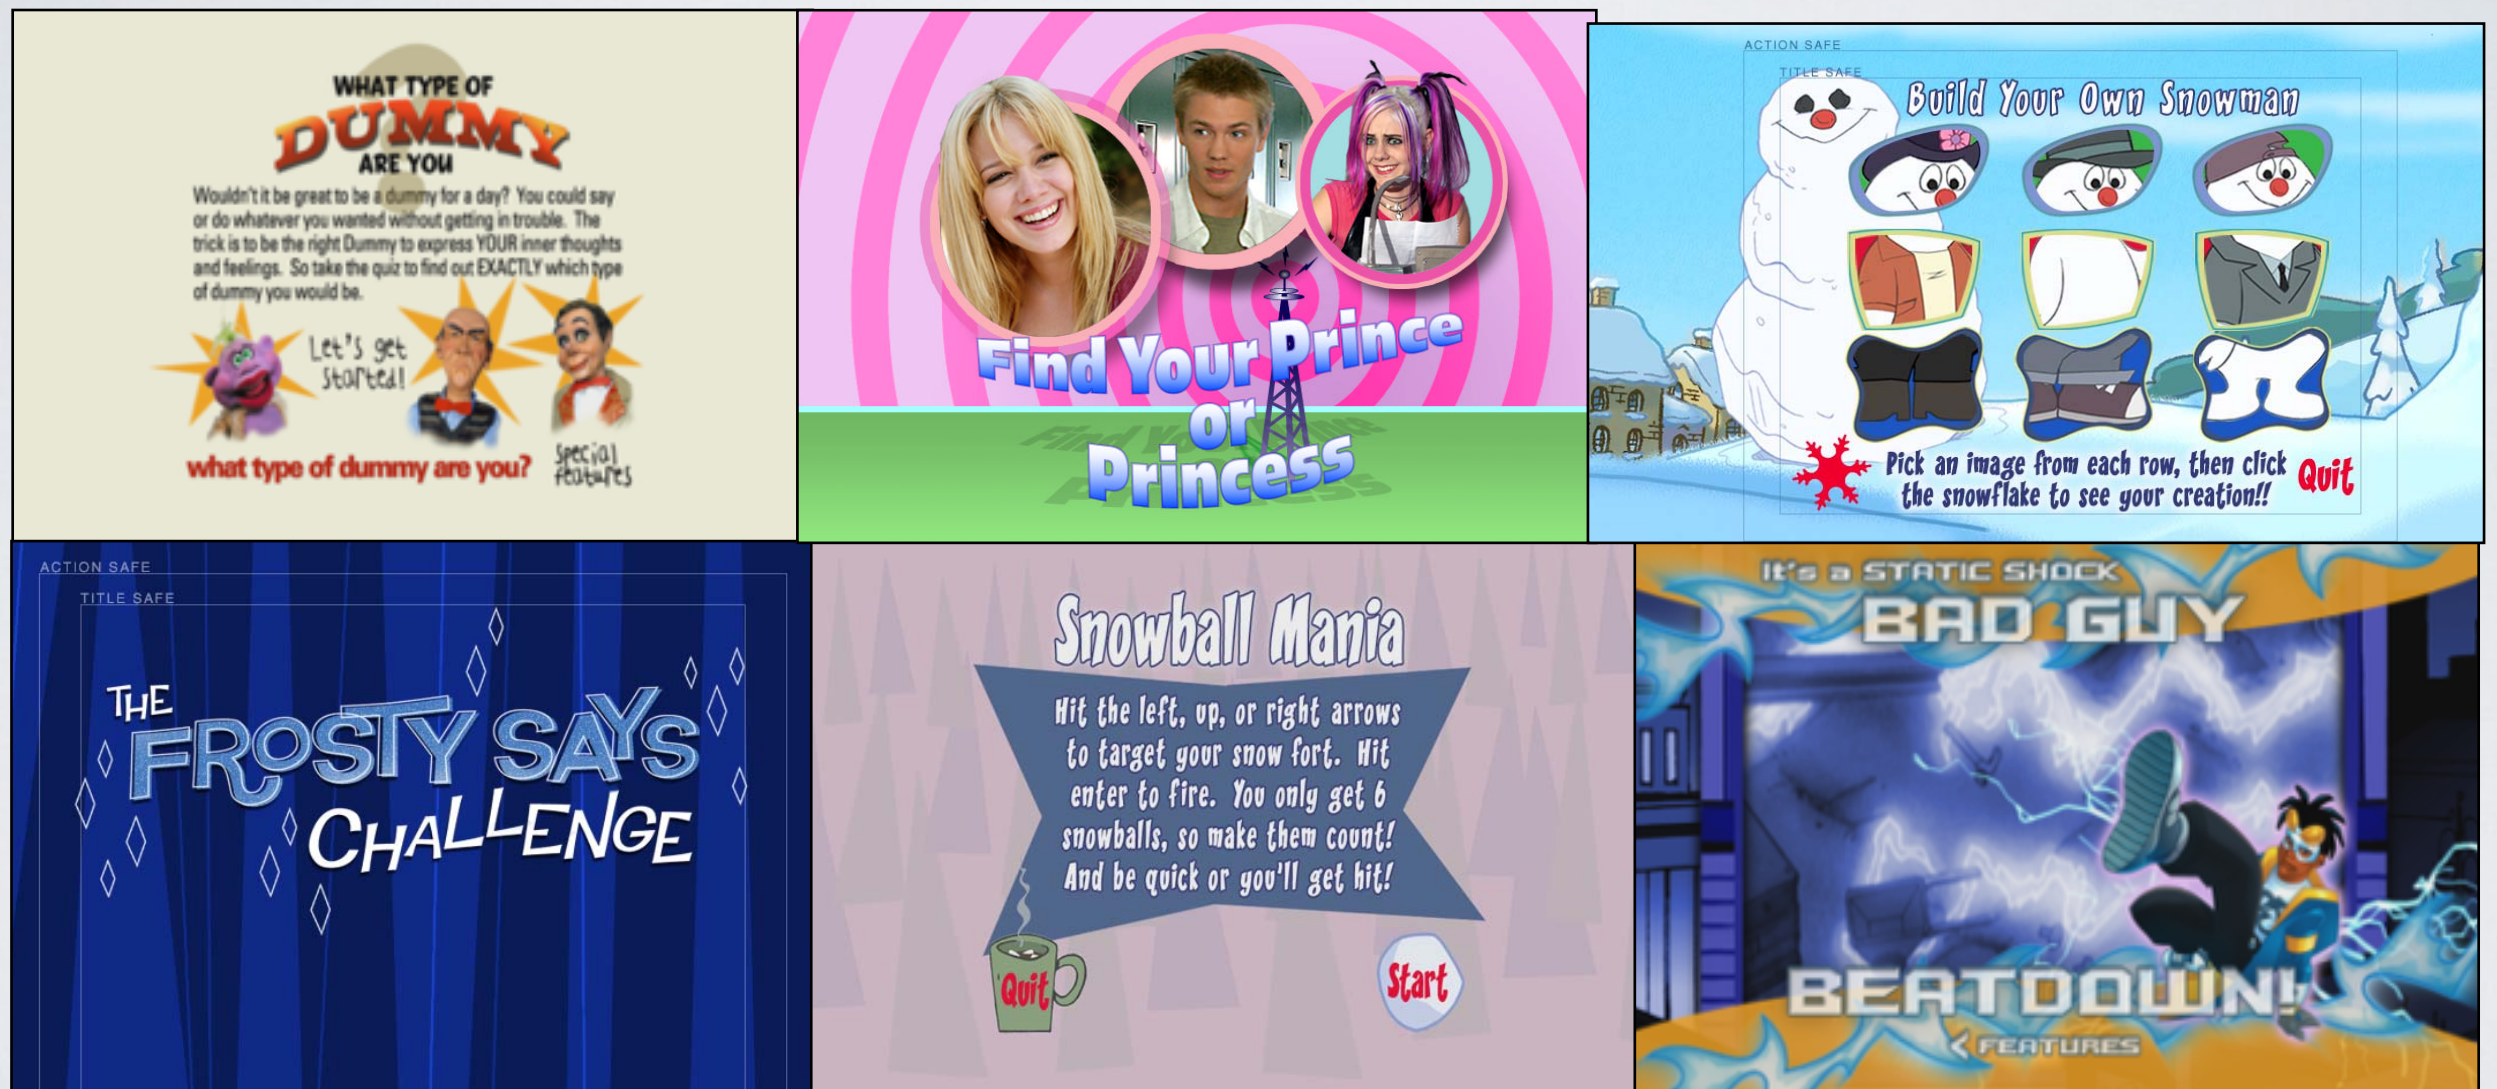 WHAT TYPE OF
DUMMY
ARE YOU
Wouldn't it be great to be a dummy for a day? You could say
or do whatever you wanted without getting in trouble. The
trick is to be the right Dummy to express YOUR inner thoughts
and feelings. So take the quiz to find out EXACTLY which type
of dummy you would be.
Let's get
started!
what type of dummy are you?
Special
features
Find Your Prince
or
Princess
ACTION SAFE
TITLE SAFE
Build Your Own Snowman
Pick an image from each row, then click
the snowflake to see your creation!!
Quit
ACTION SAFE
TITLE SAFE
THE
FROSTY SAYS
CHALLENGE
Snowball Mania
Hit the left, up, or right arrows
to target your snow fort. Hit
enter to fire. You only get 6
snowballs, so make them count!
And be quick or you'll get hit!
Quit
Start
It's a STATIC SHOCK
BAD GUY
BEATDOWN!
< FEATURES